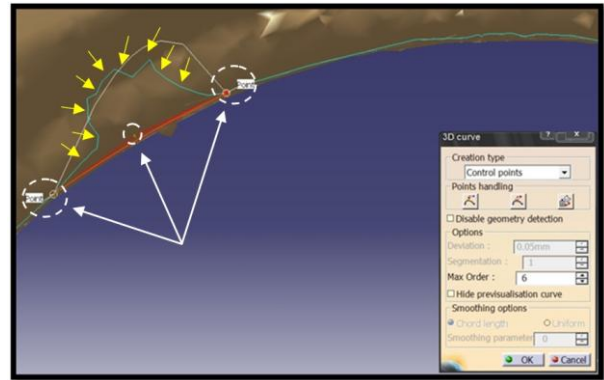 Point
Point
3D curve
Creation type
Control points
Points handling
Disable geometry detection
Options
Deviation : 0.05mm
Segmentation : 1
Max Order : 6
Hide previsualisation curve
Smoothing options
Chord length Uniform
Smoothing parameter 0
OK Cancel